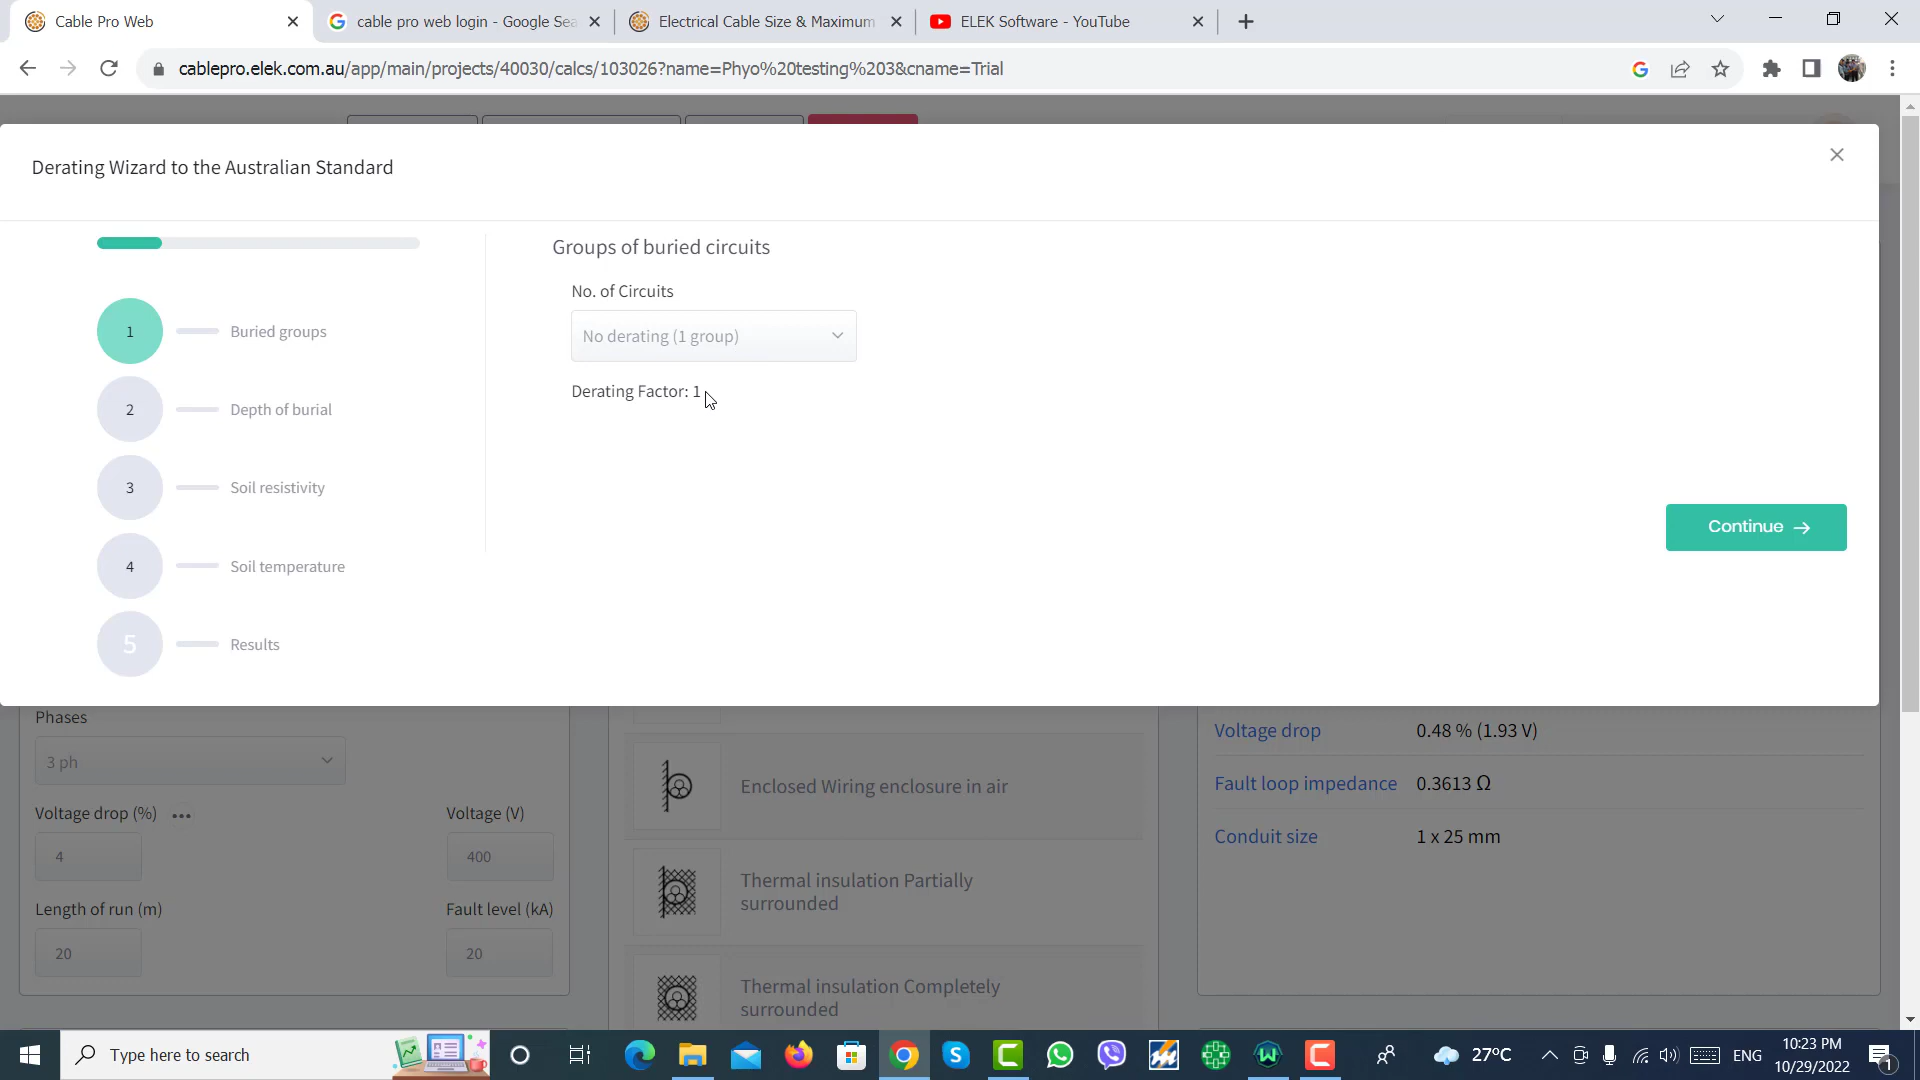 Cable Pro Web
cable pro web login - Google Sea
Electrical Cable Size & Maximum
ELEK Software - YouTube
cablepro.elek.com.au/app/main/projects/40030/calcs/103026?name=Phyo%20testing%203&cname=Trial
Derating Wizard to the Australian Standard
1
Buried groups
2
Depth of burial
3
Soil resistivity
4
Soil temperature
5
Results
Groups of buried circuits
No. of Circuits
No derating (1 group)
Derating Factor: 1
Continue
Phases
3 ph
Voltage drop (%)
Voltage (V)
4
400
Length of run (m)
Fault level (kA)
20
20
Enclosed Wiring enclosure in air
Thermal insulation Partially
surrounded
Thermal insulation Completely
surrounded
Voltage drop
0.48 % (1.93 V)
Fault loop impedance
0.3613 Ω
Conduit size
1 x 25 mm
Type here to search
27°C
ENG
10:23 PM
10/29/2022
1